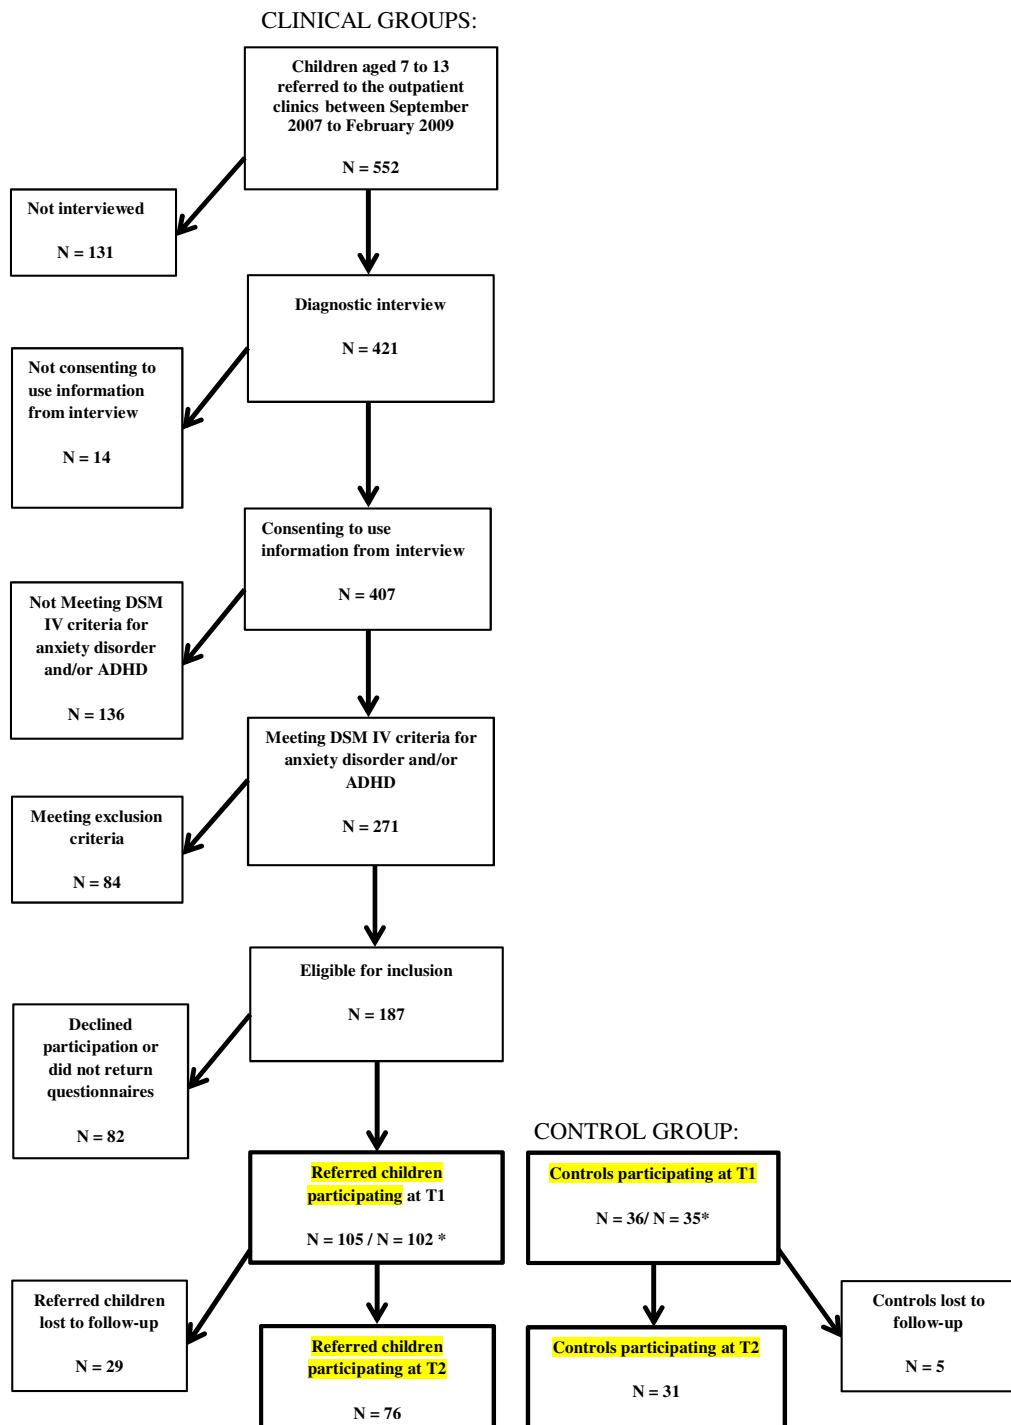 CLINICAL GROUPS:
Children aged 7 to 13
referred to the outpatient
clinics between September
2007 to February 2009
N = 552
Not interviewed
N = 131
Diagnostic interview
N = 421
Not consenting to
use information
from interview
N = 14
Consenting to use
information from interview
N = 407
Not Meeting DSM
IV criteria for
anxiety disorder
and/or ADHD
N = 136
Meeting DSM IV criteria for
anxiety disorder and/or
ADHD
N = 271
Meeting exclusion
criteria
N = 84
Eligible for inclusion
N = 187
Declined
participation or
did not return
questionnaires
N = 82
Referred children
participating at T1
N = 105 / N = 102 *
CONTROL GROUP:
Controls participating at T1
N = 36/ N = 35*
Referred children
lost to follow-up
N = 29
Referred children
participating at T2
N = 76
Controls participating at T2
N = 31
Controls lost to
follow-up
N = 5